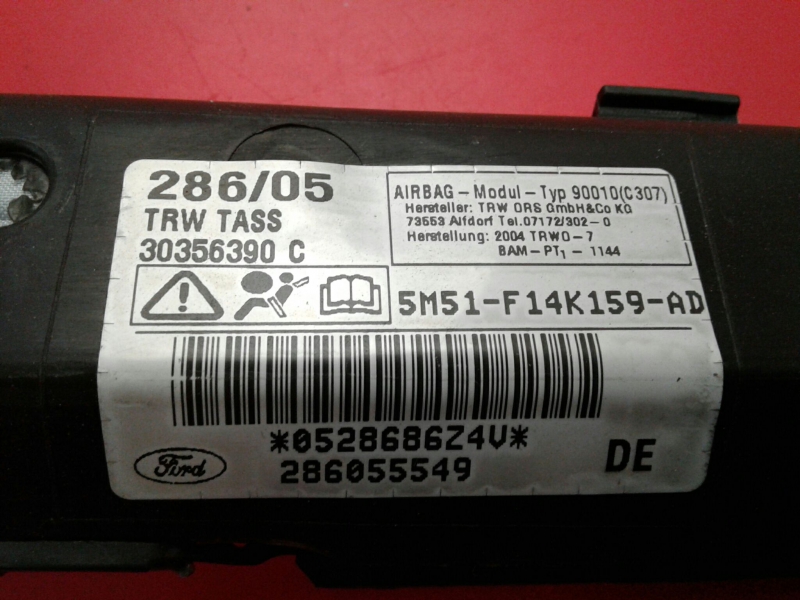 286/05
TRW TASS
30356390 C
AIRBAG-Modul-Typ 90010(C307)
Hersteller: TRW ORS GmbH&Co KG
73553 Alfdorf Tel.07172/302-0
Herstellung: 2004 TRWO-7
BAM-PT1-1144
5M51-F14K159-AD
*0528686Z4V*
286055549
Ford
DE